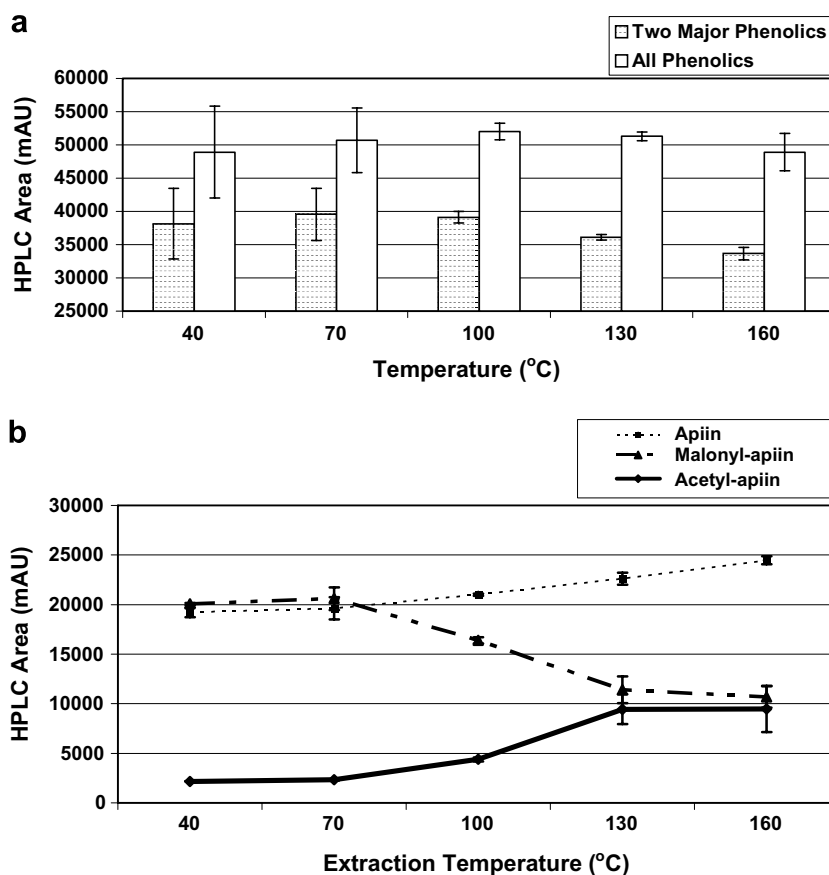 a
Two Major Phenolics
All Phenolics
60000
55000
50000
45000
40000
35000
30000
25000
HPLC Area (mAU)
40 70 100 130 160
Temperature (°C)
b
Apiin
Malonyl-apiin
Acetyl-apiin
30000
25000
20000
15000
10000
5000
0
HPLC Area (mAU)
40 70 100 130 160
Extraction Temperature (°C)